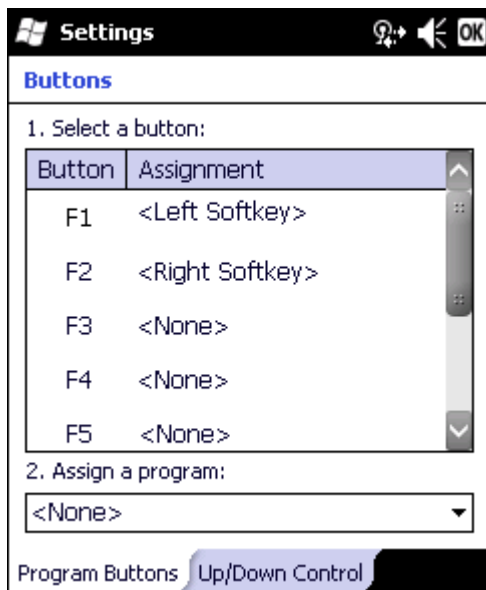 Settings OK
Buttons
1. Select a button:
Button Assignment
F1 <Left Softkey>
F2 <Right Softkey>
F3 <None>
F4 <None>
F5 <None>
2. Assign a program:
<None>
Program Buttons Up/Down Control